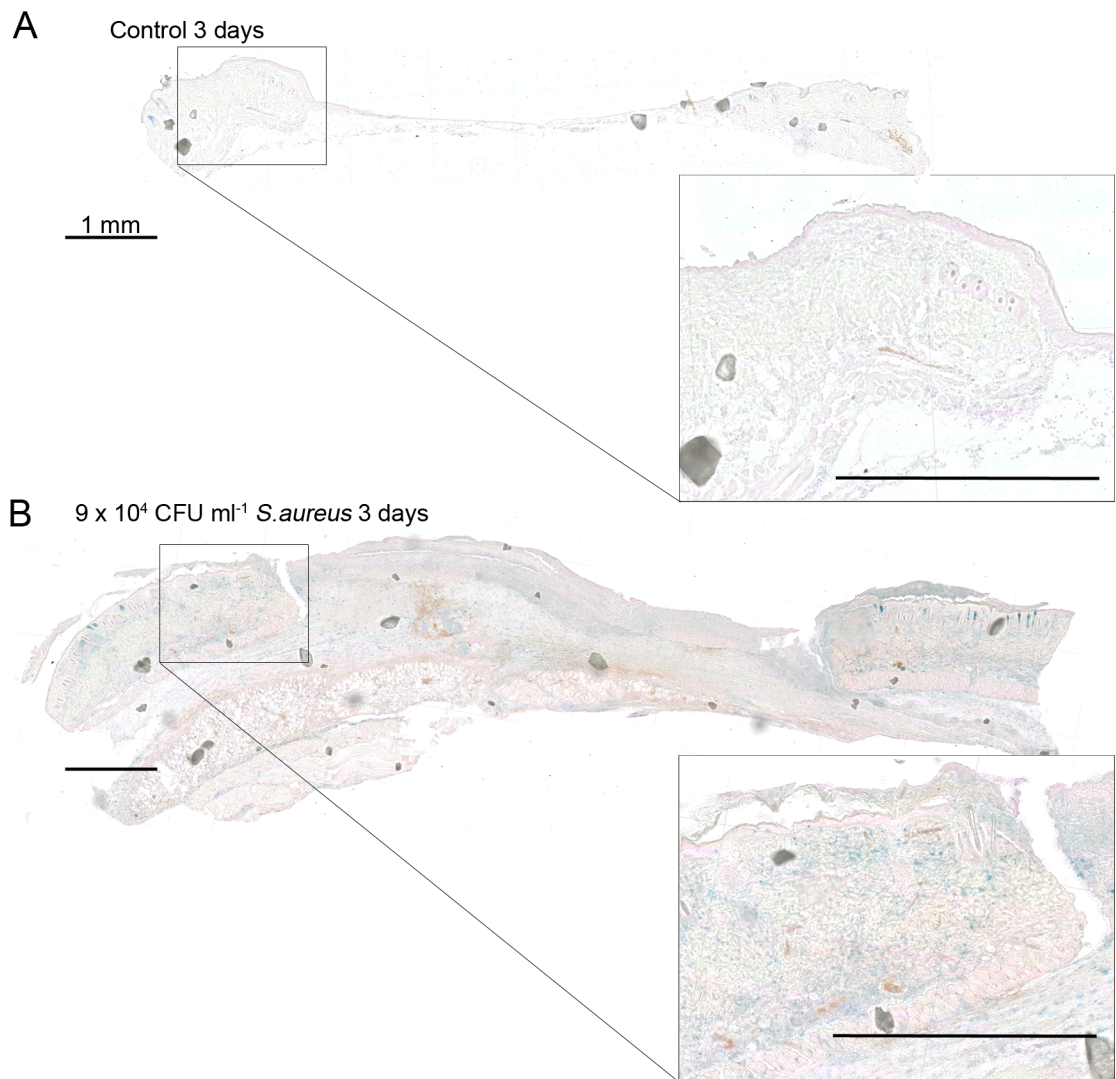 A
Control 3 days
1 mm
B
9 x 10⁴ CFU ml⁻¹ S.aureus 3 days